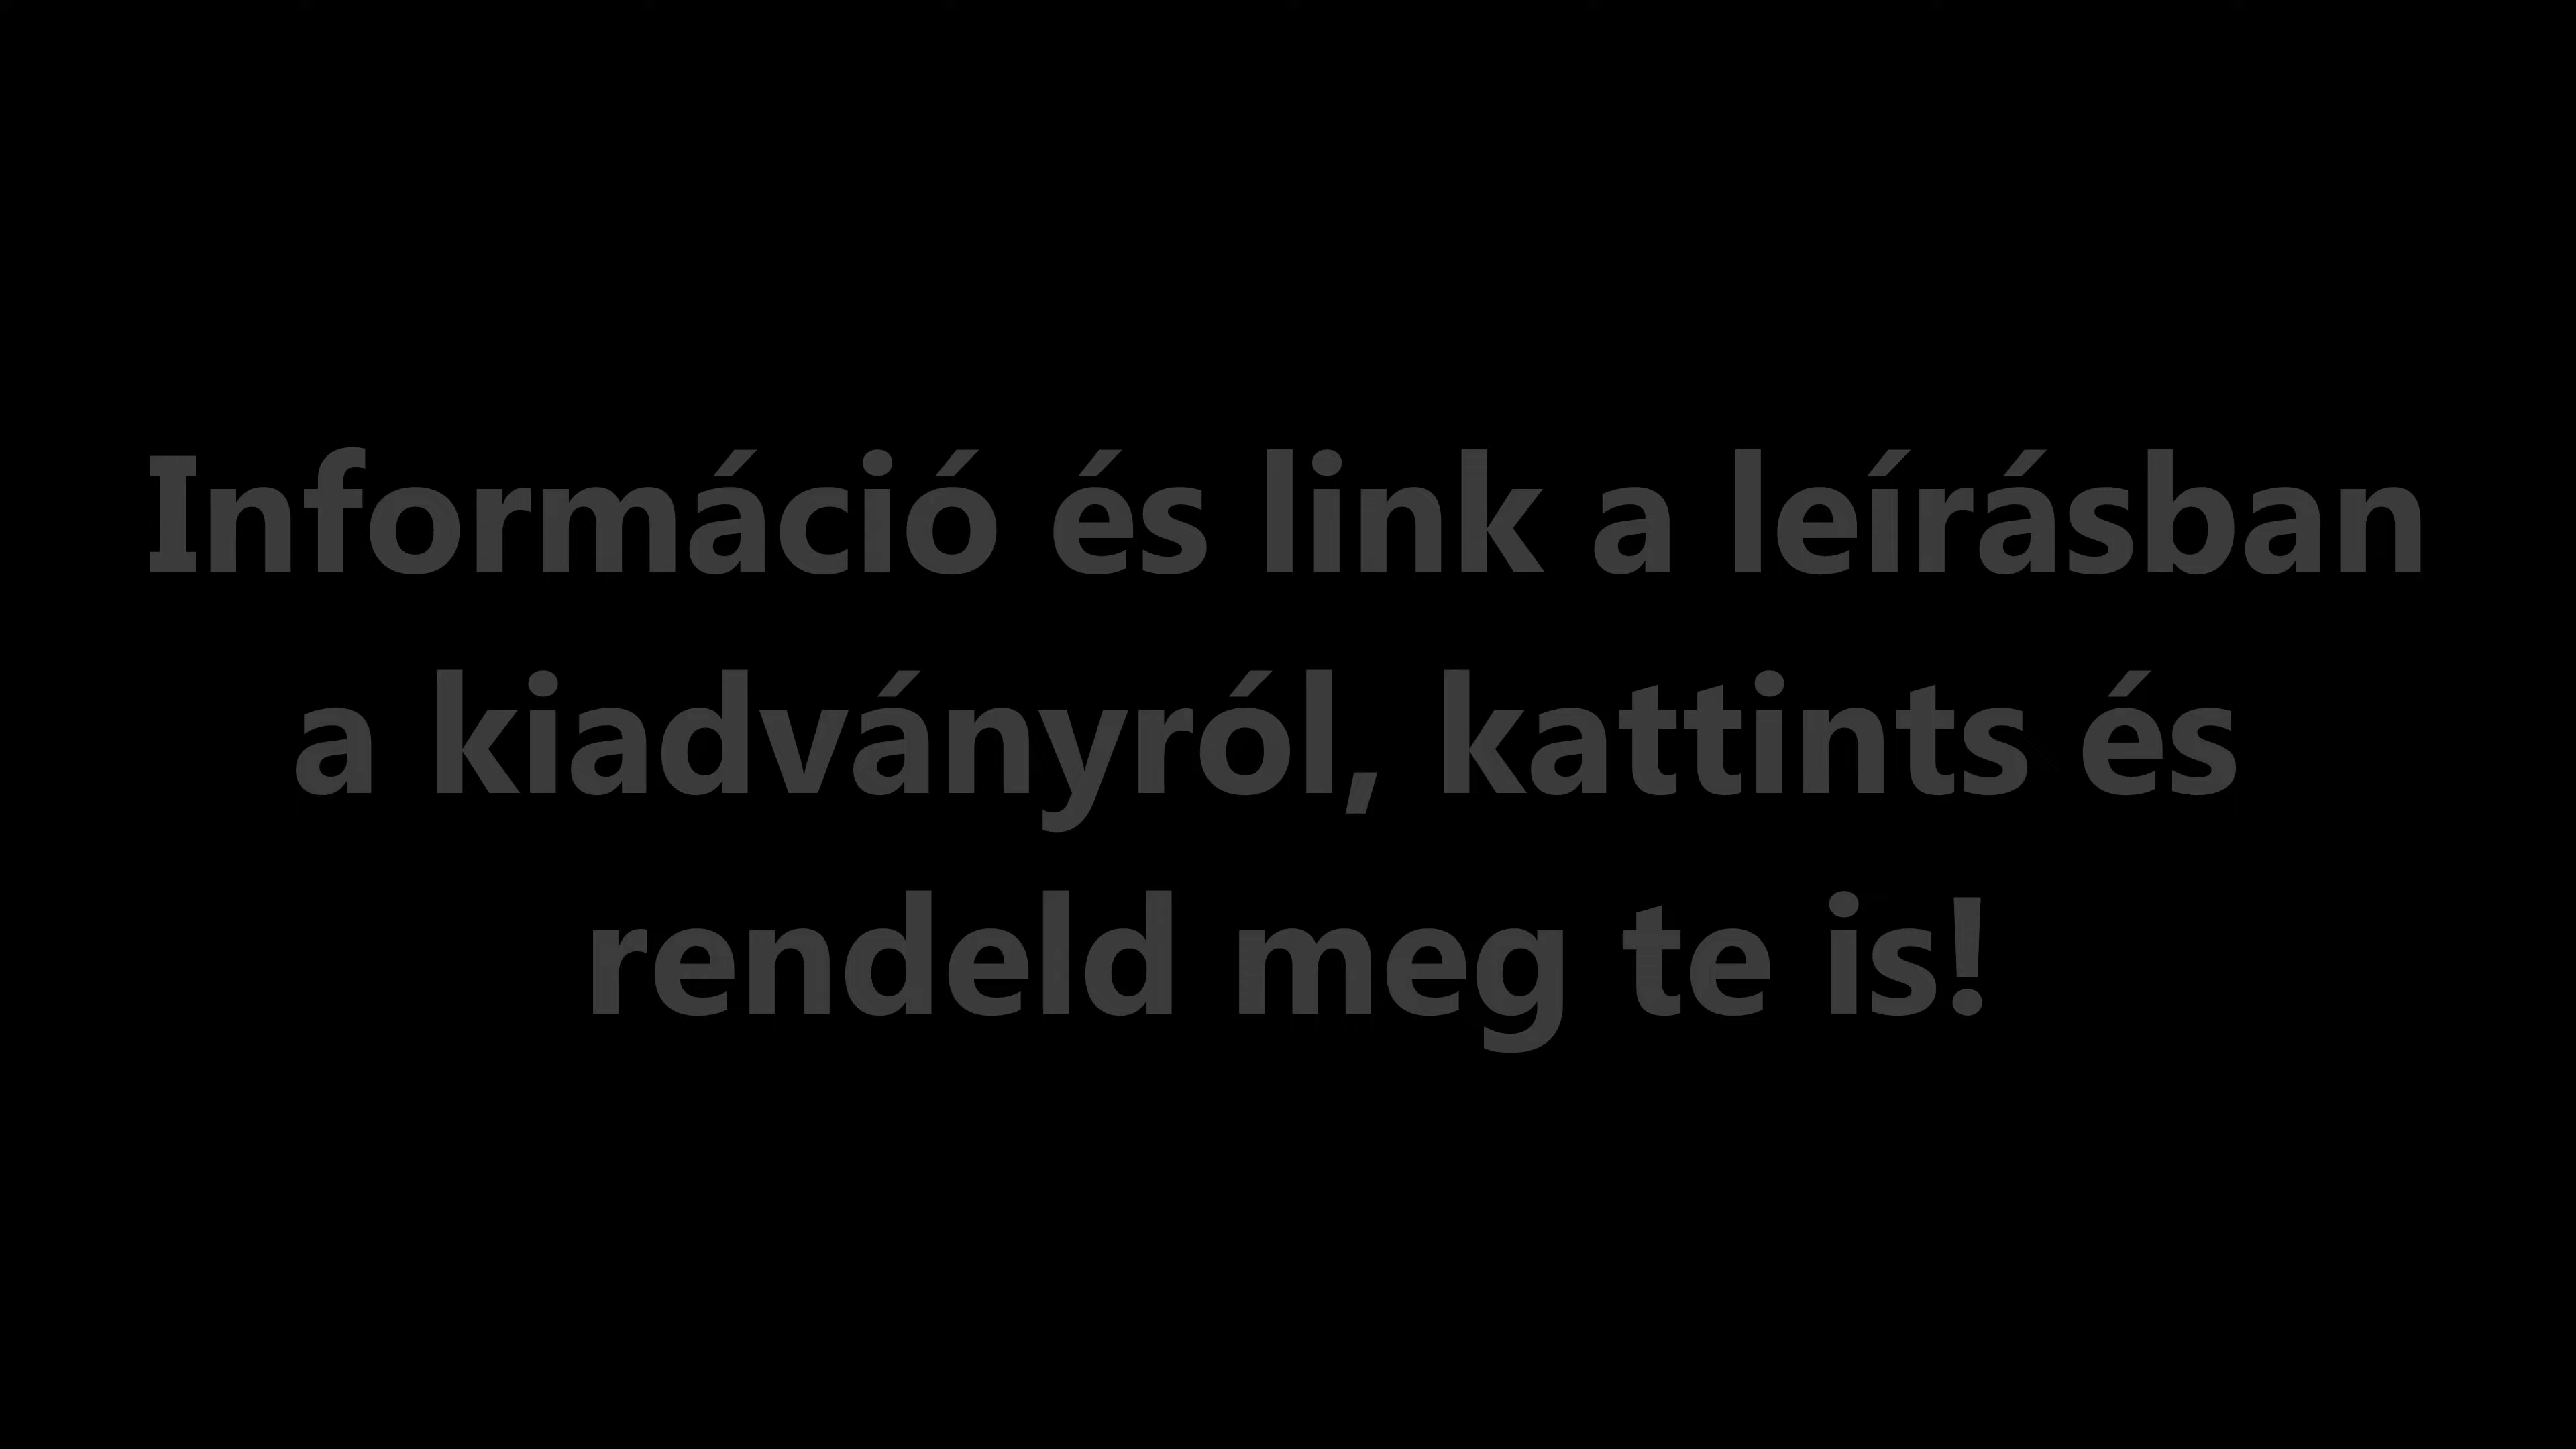 Információ és link a leírásban
a kiadványról, kattints és
rendeld meg te is!